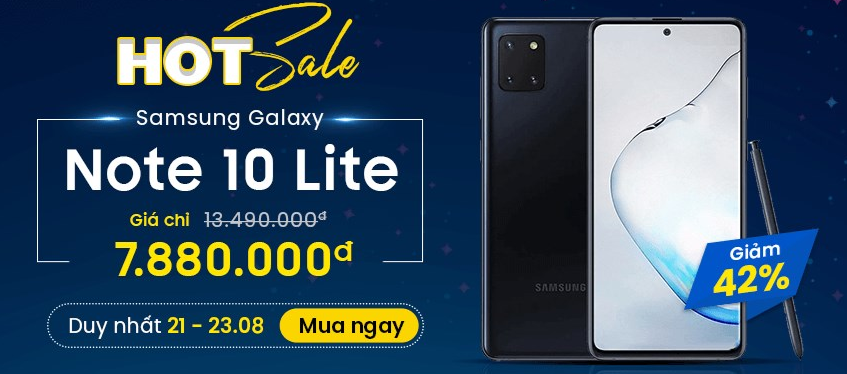 HOT Sale
Samsung Galaxy
Note 10 Lite
Giá chỉ 13.490.000đ
7.880.000đ
Duy nhất 21 - 23.08 Mua ngay
SAMSUNG
Giảm
42%